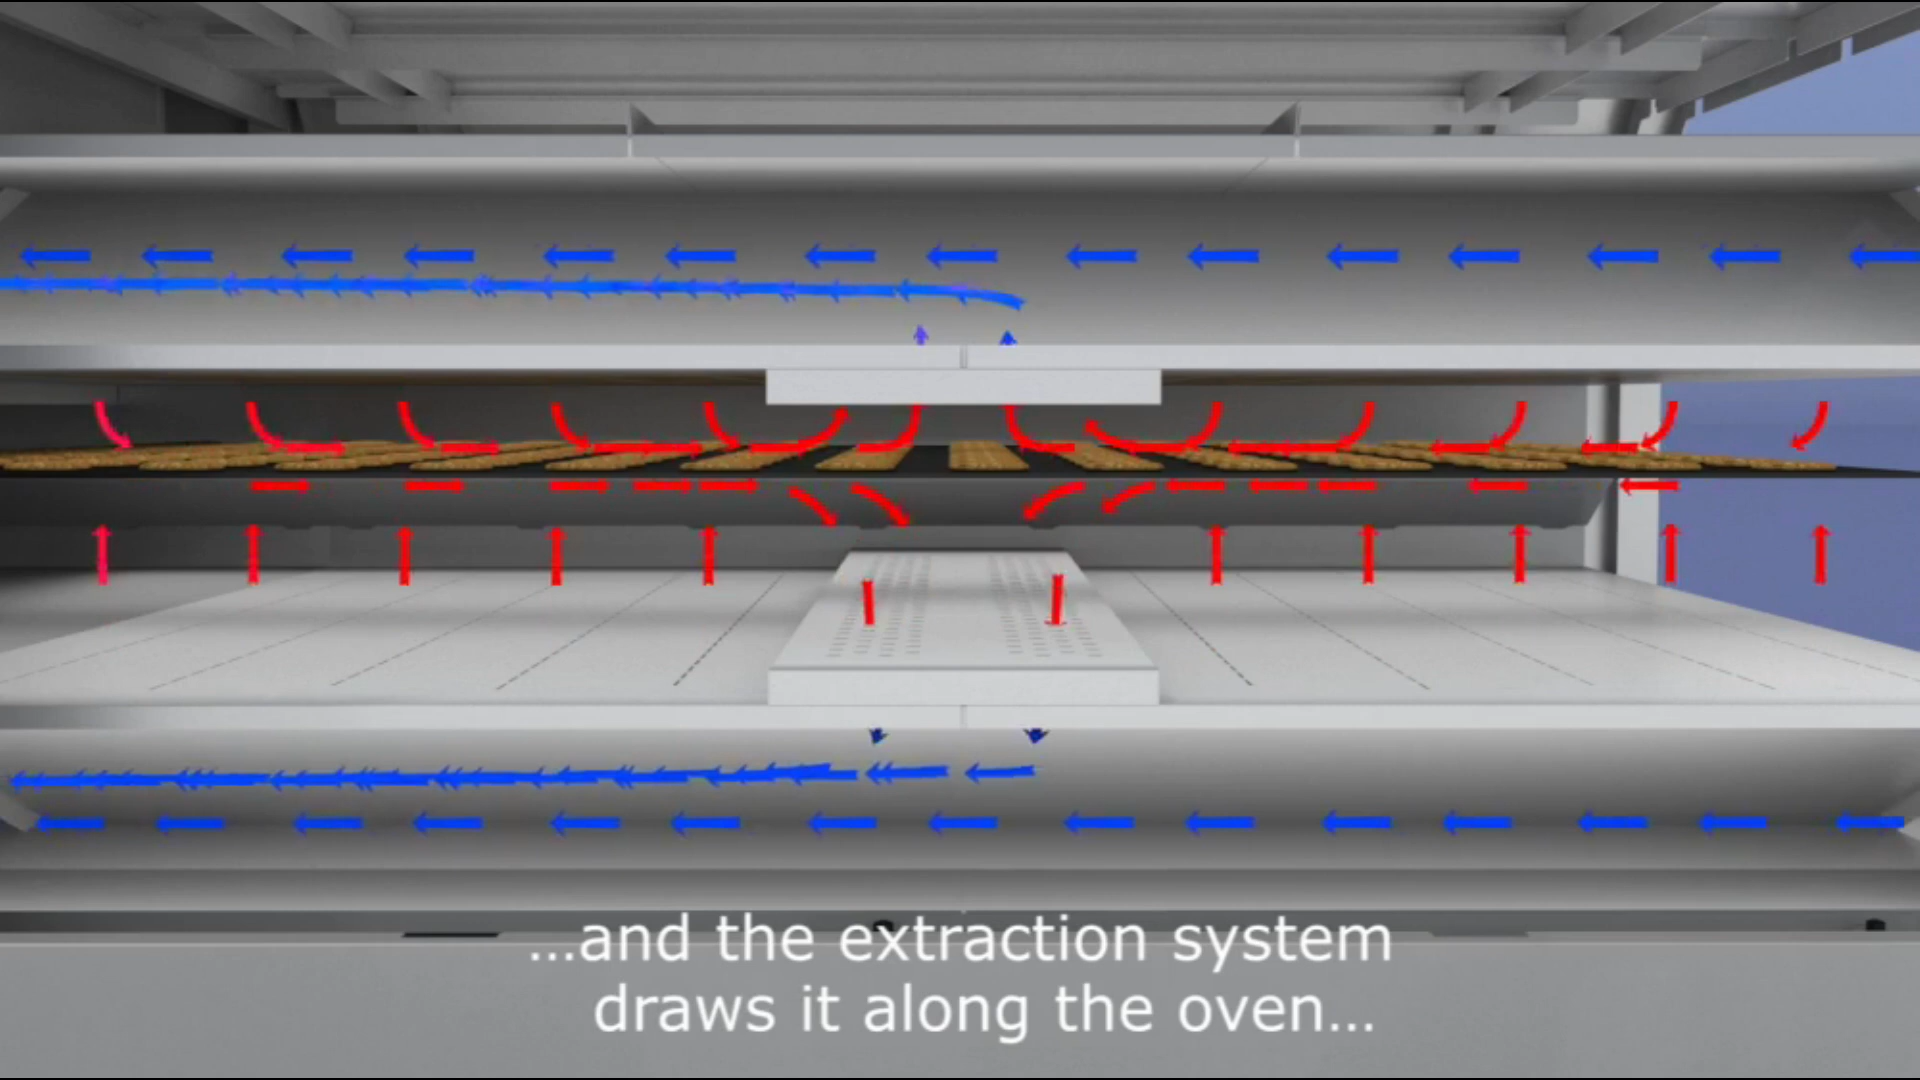 ...and the extraction system
draws it along the oven...